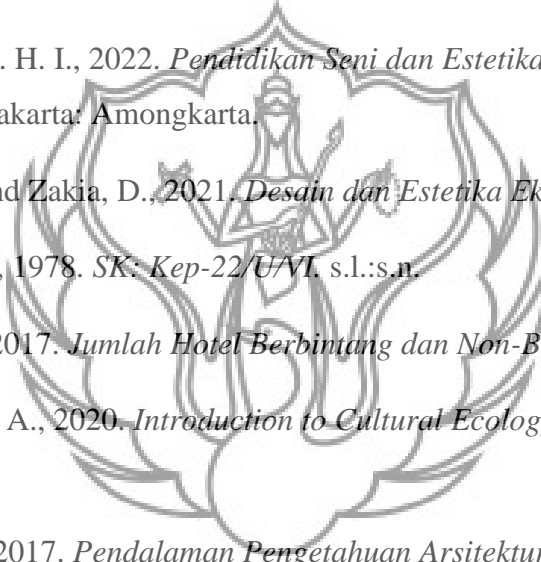 . H. I., 2022. Pendidikan Seni dan Estetika
akarta: Amongkarta.
nd Zakia, D., 2021. Desain dan Estetika Ek
, 1978. SK: Kep-22/U/VI. s.l.:s.n.
2017. Jumlah Hotel Berbintang dan Non-B
A., 2020. Introduction to Cultural Ecolog
2017. Pendalaman Pengetahuan Arsitektur